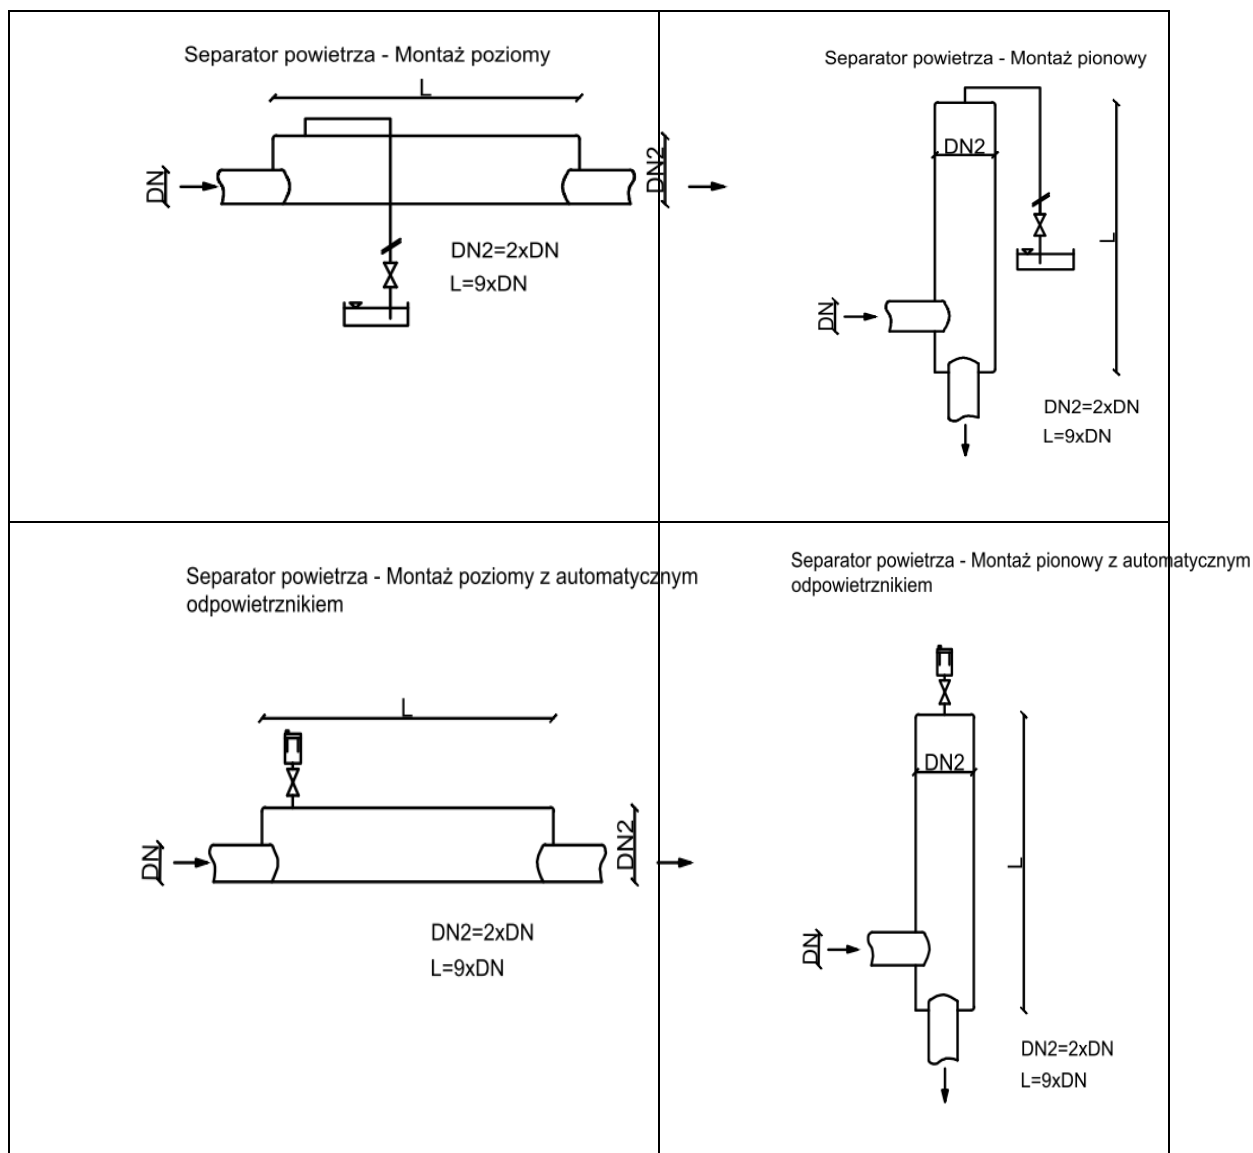 Separator powietrza - Montaż poziomy
L
DN
DN2
DN2=2xDN
L=9xDN
Separator powietrza - Montaż pionowy
DN2
L
DN
DN2=2xDN
L=9xDN
Separator powietrza - Montaż poziomy z automatycznym
odpowietrznikiem
L
DN
DN2
DN2=2xDN
L=9xDN
Separator powietrza - Montaż pionowy z automatycznym
odpowietrznikiem
DN2
L
DN
DN2=2xDN
L=9xDN